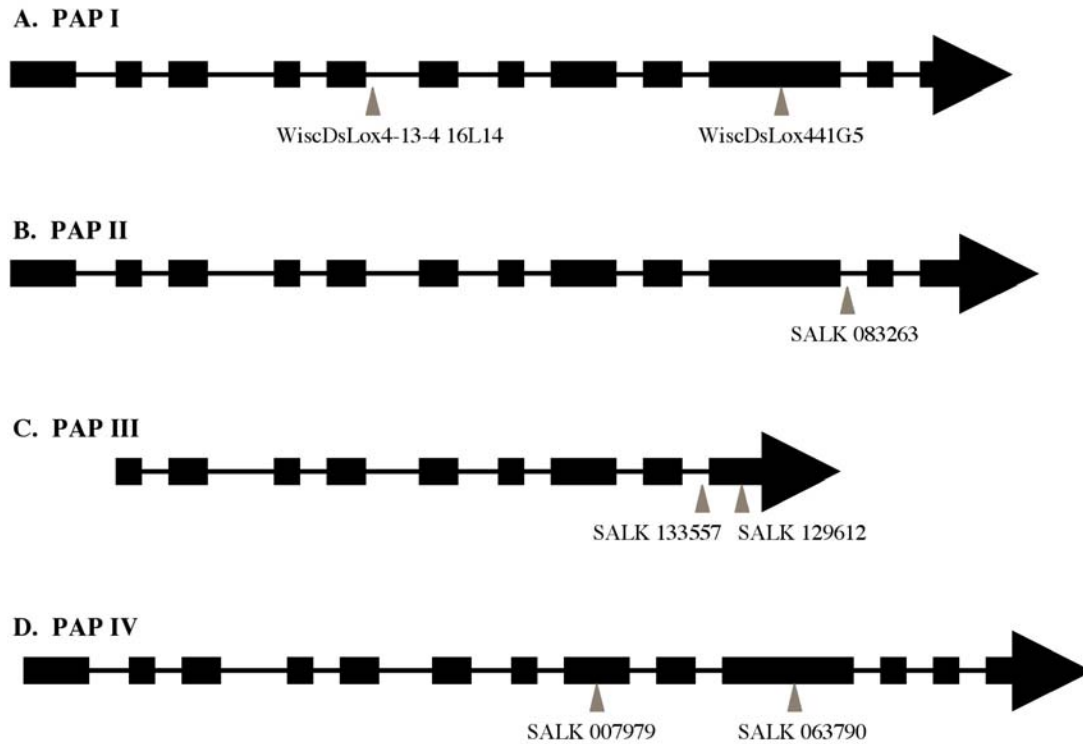 A. PAP I
WiscDsLox4-13-4 16L14
WiscDsLox441G5
B. PAP II
SALK 083263
C. PAP III
SALK 133557
SALK 129612
D. PAP IV
SALK 007979
SALK 063790